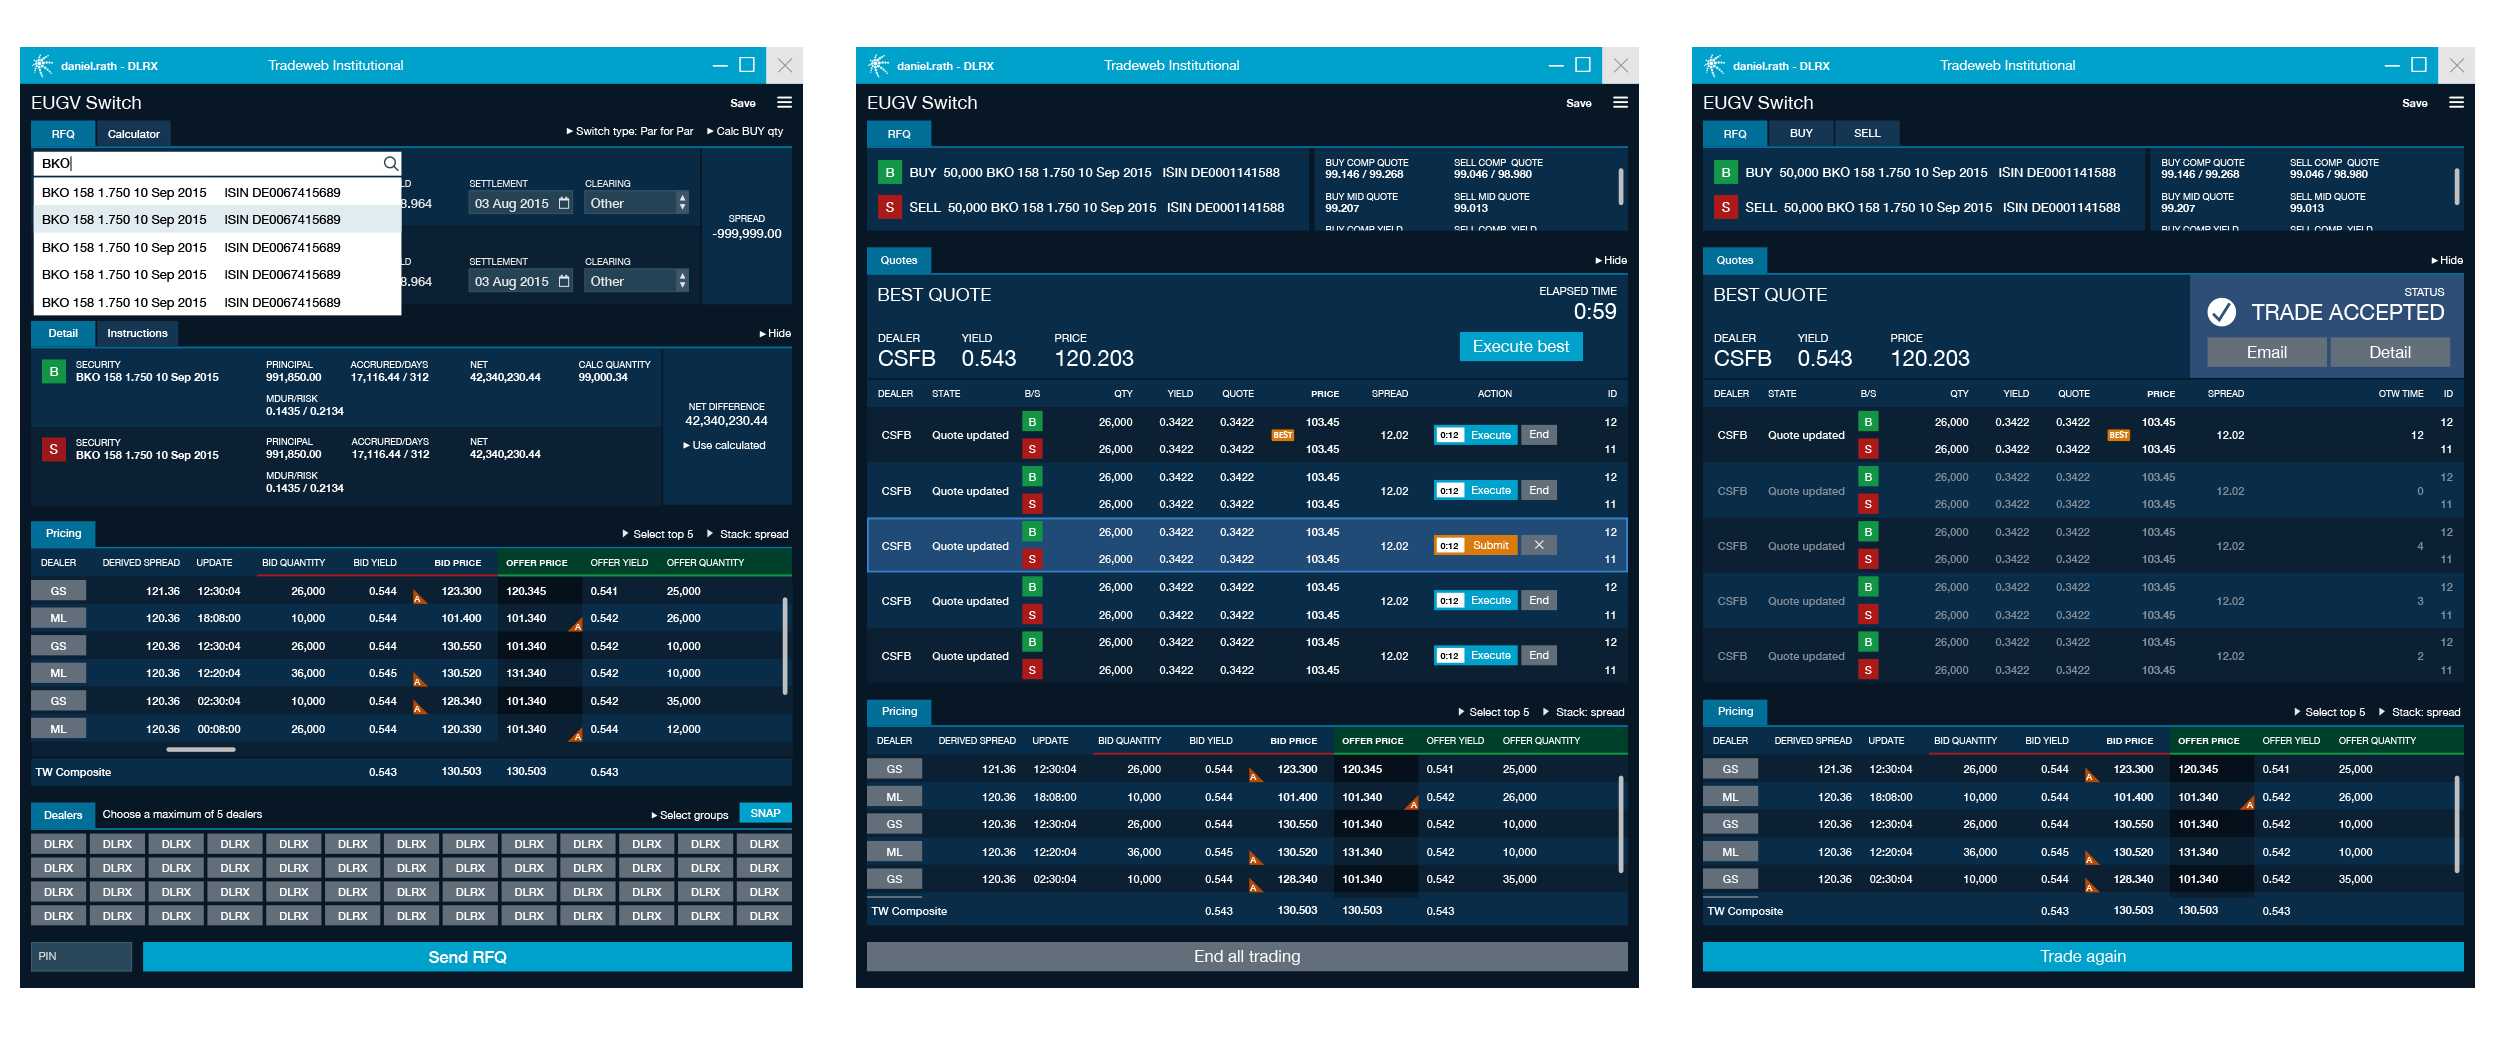 daniel.rath - DLRX Tradeweb Institutional
EUGV Switch Save
RFQ Calculator Switch type: Par for Par Calc BUY qty
BKO
BKO 158 1.750 10 Sep 2015 ISIN DE0067415689
BKO 158 1.750 10 Sep 2015 ISIN DE0067415689
BKO 158 1.750 10 Sep 2015 ISIN DE0067415689
BKO 158 1.750 10 Sep 2015 ISIN DE0067415689
BKO 158 1.750 10 Sep 2015 ISIN DE0067415689
LD SETTLEMENT CLEARING
8.964 03 Aug 2015 Other
SPREAD
-999,999.00
LD SETTLEMENT CLEARING
8.964 03 Aug 2015 Other
Detail Instructions Hide
B SECURITY PRINCIPAL ACCRURED/DAYS NET CALC QUANTITY
BKO 158 1.750 10 Sep 2015 991,850.00 17,116.44 / 312 42,340,230.44 99,000.34
MDUR/RISK
0.1435 / 0.2134
NET DIFFERENCE
42,340,230.44
Use calculated
S SECURITY PRINCIPAL ACCRURED/DAYS NET
BKO 158 1.750 10 Sep 2015 991,850.00 17,116.44 / 312 42,340,230.44
MDUR/RISK
0.1435 / 0.2134
Pricing Select top 5 Stack: spread
DEALER DERIVED SPREAD UPDATE BID QUANTITY BID YIELD BID PRICE OFFER PRICE OFFER YIELD OFFER QUANTITY
GS 121.36 12:30:04 26,000 0.544 A 123.300 120.345 0.541 25,000
ML 120.36 18:08:00 10,000 0.544 101.400 101.340 A 0.542 26,000
GS 120.36 12:30:04 26,000 0.544 130.550 101.340 0.542 10,000
ML 120.36 12:20:04 36,000 0.545 A 130.520 131.340 0.542 10,000
GS 120.36 02:30:04 10,000 0.544 A 128.340 101.340 0.542 35,000
ML 120.36 00:08:00 26,000 0.544 120.330 101.340 A 0.544 12,000
TW Composite 0.543 130.503 130.503 0.543
Dealers Choose a maximum of 5 dealers Select groups SNAP
DLRX DLRX DLRX DLRX DLRX DLRX DLRX DLRX DLRX DLRX DLRX DLRX DLRX
DLRX DLRX DLRX DLRX DLRX DLRX DLRX DLRX DLRX DLRX DLRX DLRX DLRX
DLRX DLRX DLRX DLRX DLRX DLRX DLRX DLRX DLRX DLRX DLRX DLRX DLRX
DLRX DLRX DLRX DLRX DLRX DLRX DLRX DLRX DLRX DLRX DLRX DLRX DLRX
PIN Send RFQ
daniel.rath - DLRX Tradeweb Institutional
EUGV Switch Save
RFQ
B BUY 50,000 BKO 158 1.750 10 Sep 2015 ISIN DE0001141588
S SELL 50,000 BKO 158 1.750 10 Sep 2015 ISIN DE0001141588
BUY COMP QUOTE SELL COMP QUOTE
99.146 / 99.268 99.046 / 98.980
BUY MID QUOTE SELL MID QUOTE
99.207 99.013
BUY COMP YIELD SELL COMP YIELD
Quotes Hide
BEST QUOTE ELAPSED TIME
0:59
DEALER YIELD PRICE
CSFB 0.543 120.203 Execute best
DEALER STATE B/S QTY YIELD QUOTE PRICE SPREAD ACTION ID
B 26,000 0.3422 0.3422 103.45 12
CSFB Quote updated BEST 12.02 0:12 Execute End
S 26,000 0.3422 0.3422 103.45 11
B 26,000 0.3422 0.3422 103.45 12
CSFB Quote updated 12.02 0:12 Execute End
S 26,000 0.3422 0.3422 103.45 11
B 26,000 0.3422 0.3422 103.45 12
CSFB Quote updated 12.02 0:12 Submit
S 26,000 0.3422 0.3422 103.45 11
B 26,000 0.3422 0.3422 103.45 12
CSFB Quote updated 12.02 0:12 Execute End
S 26,000 0.3422 0.3422 103.45 11
B 26,000 0.3422 0.3422 103.45 12
CSFB Quote updated 12.02 0:12 Execute End
S 26,000 0.3422 0.3422 103.45 11
Pricing Select top 5 Stack: spread
DEALER DERIVED SPREAD UPDATE BID QUANTITY BID YIELD BID PRICE OFFER PRICE OFFER YIELD OFFER QUANTITY
GS 121.36 12:30:04 26,000 0.544 A 123.300 120.345 0.541 25,000
ML 120.36 18:08:00 10,000 0.544 101.400 101.340 A 0.542 26,000
GS 120.36 12:30:04 26,000 0.544 130.550 101.340 0.542 10,000
ML 120.36 12:20:04 36,000 0.545 A 130.520 131.340 0.542 10,000
GS 120.36 02:30:04 10,000 0.544 A 128.340 101.340 0.542 35,000
TW Composite 0.543 130.503 130.503 0.543
End all trading
daniel.rath - DLRX Tradeweb Institutional
EUGV Switch Save
RFQ BUY SELL
B BUY 50,000 BKO 158 1.750 10 Sep 2015 ISIN DE0001141588
S SELL 50,000 BKO 158 1.750 10 Sep 2015 ISIN DE0001141588
BUY COMP QUOTE SELL COMP QUOTE
99.146 / 99.268 99.046 / 98.980
BUY MID QUOTE SELL MID QUOTE
99.207 99.013
BUY COMP YIELD SELL COMP YIELD
Quotes Hide
BEST QUOTE STATUS
TRADE ACCEPTED
DEALER YIELD PRICE
CSFB 0.543 120.203 Email Detail
DEALER STATE B/S QTY YIELD QUOTE PRICE SPREAD OTW TIME ID
B 26,000 0.3422 0.3422 103.45 12
CSFB Quote updated BEST 12.02 12
S 26,000 0.3422 0.3422 103.45 11
B 26,000 0.3422 0.3422 103.45 12
CSFB Quote updated 12.02 0
S 26,000 0.3422 0.3422 103.45 11
B 26,000 0.3422 0.3422 103.45 12
CSFB Quote updated 12.02 4
S 26,000 0.3422 0.3422 103.45 11
B 26,000 0.3422 0.3422 103.45 12
CSFB Quote updated 12.02 3
S 26,000 0.3422 0.3422 103.45 11
B 26,000 0.3422 0.3422 103.45 12
CSFB Quote updated 12.02 2
S 26,000 0.3422 0.3422 103.45 11
Pricing Select top 5 Stack: spread
DEALER DERIVED SPREAD UPDATE BID QUANTITY BID YIELD BID PRICE OFFER PRICE OFFER YIELD OFFER QUANTITY
GS 121.36 12:30:04 26,000 0.544 A 123.300 120.345 0.541 25,000
ML 120.36 18:08:00 10,000 0.544 101.400 101.340 A 0.542 26,000
GS 120.36 12:30:04 26,000 0.544 130.550 101.340 0.542 10,000
ML 120.36 12:20:04 36,000 0.545 A 130.520 131.340 0.542 10,000
GS 120.36 02:30:04 10,000 0.544 A 128.340 101.340 0.542 35,000
TW Composite 0.543 130.503 130.503 0.543
Trade again